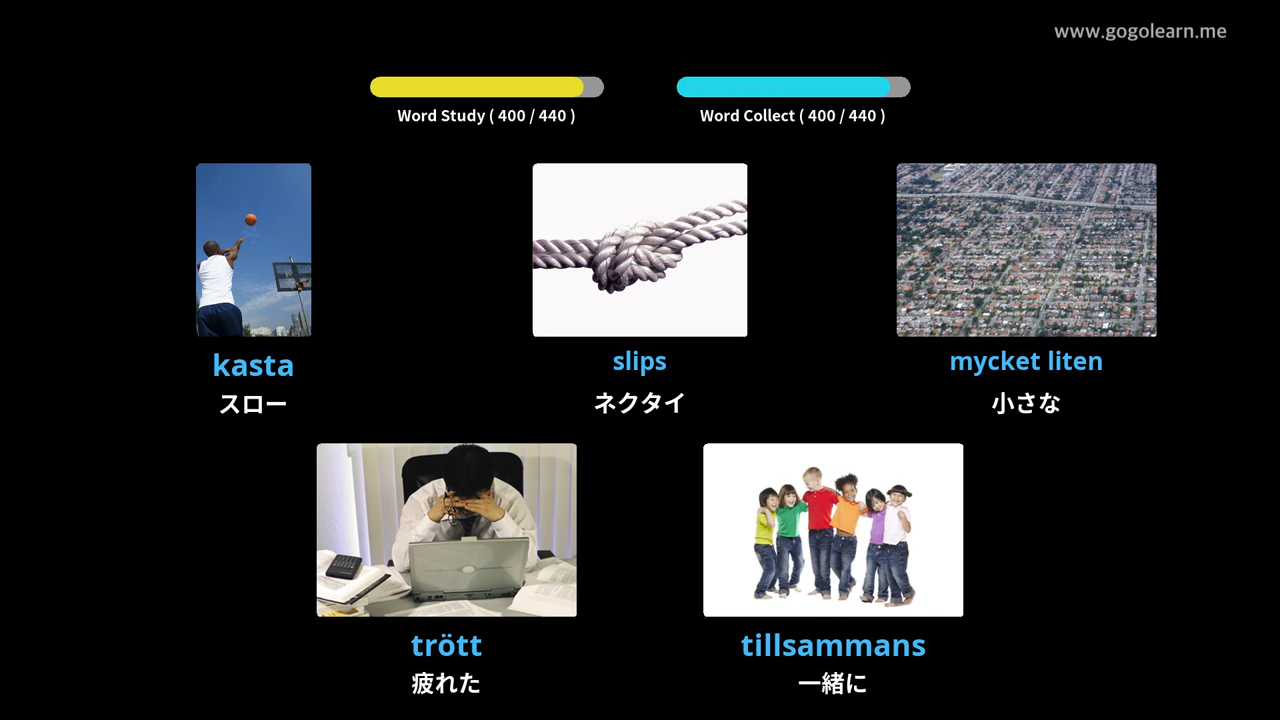 www.gogolearn.me
Word Study ( 400 / 440 )
Word Collect ( 400 / 440 )
kasta
スロー
slips
ネクタイ
mycket liten
小さな
trött
疲れた
tillsammans
一緒に